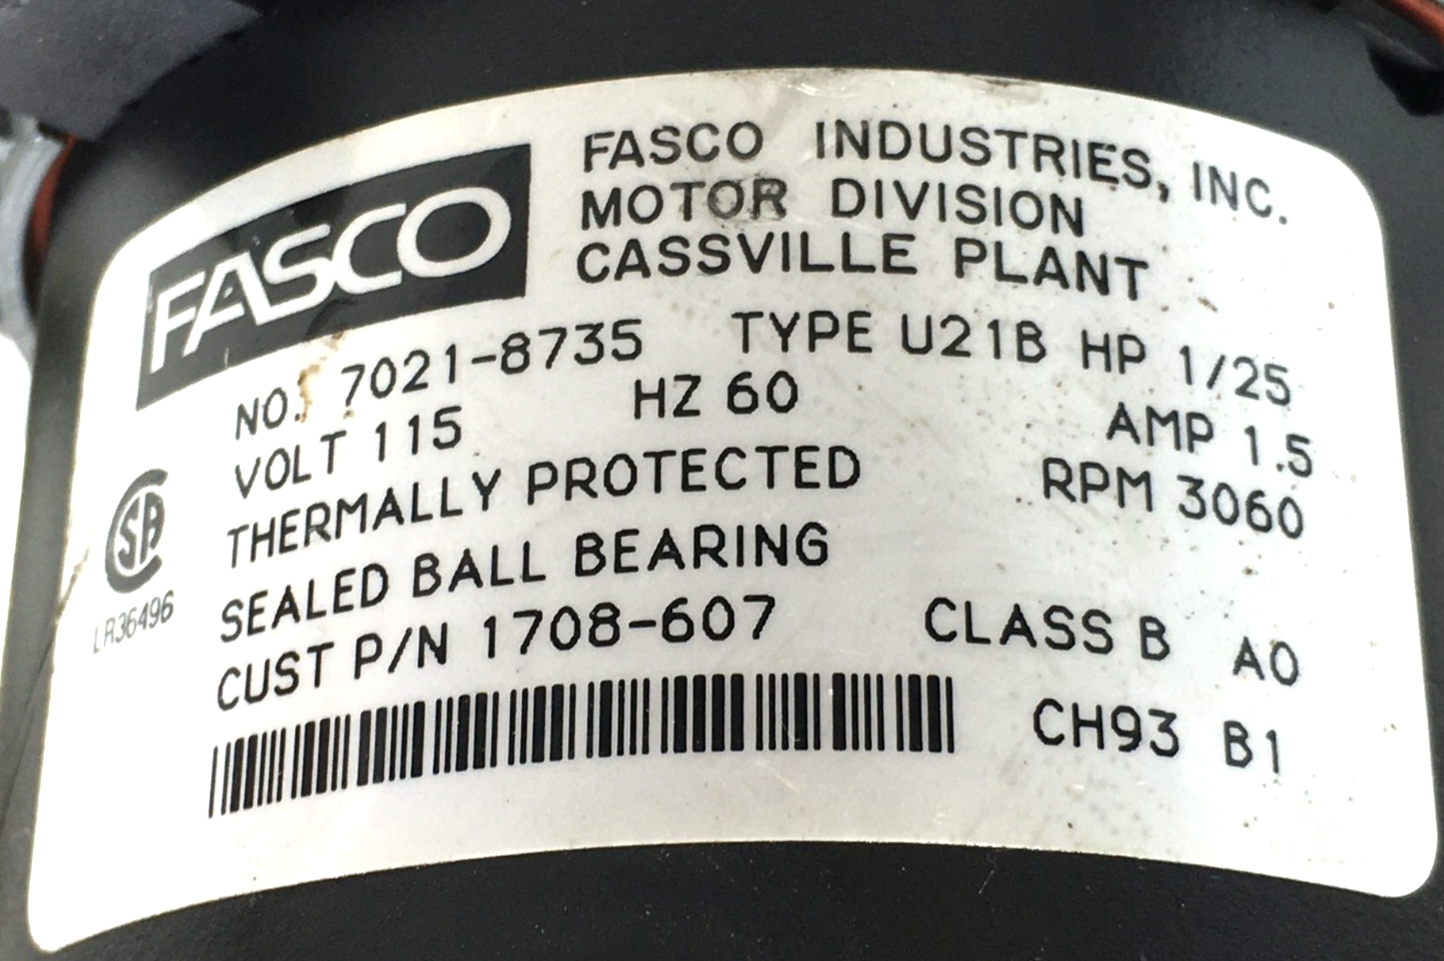 FASCO
FASCO INDUSTRIES, INC.
MOTOR DIVISION
CASSVILLE PLANT
NO. 7021-8735 TYPE U21B HP 1/25
VOLT 115 HZ 60 AMP 1.5
THERMALLY PROTECTED RPM 3060
SEALED BALL BEARING
CUST P/N 1708-607 CLASS B A0
CH93 B1
SA
LR36496